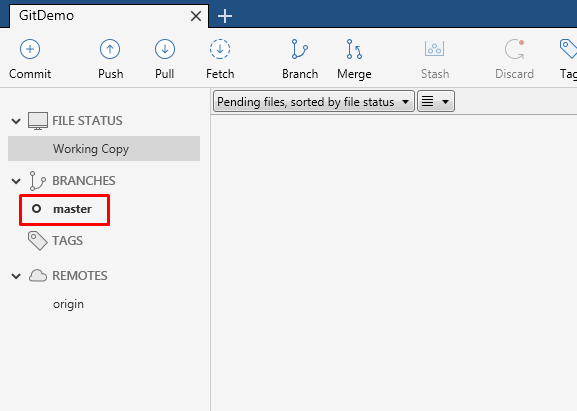 GitDemo
Commit Push Pull Fetch Branch Merge Stash Discard
Pending files, sorted by file status
FILE STATUS
Working Copy
BRANCHES
master
TAGS
REMOTES
origin